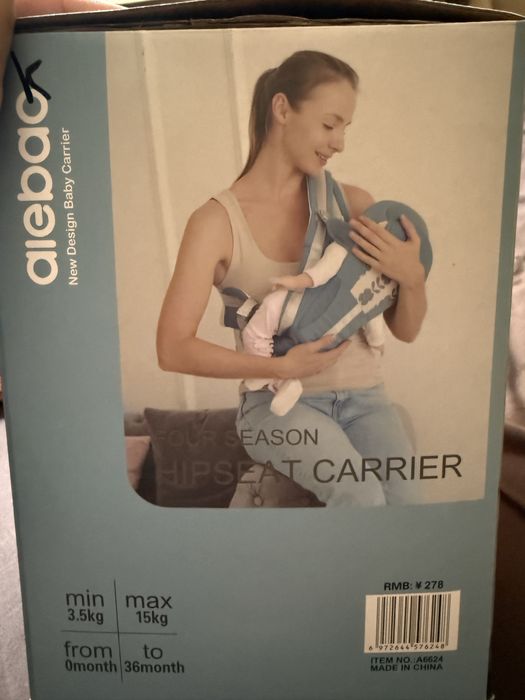 alebao
New Design Baby Carrier
FOUR SEASON
HIPSEAT CARRIER
min
3.5kg
max
15kg
from
0month
to
36month
RMB: ¥ 278
6 972644 576248
ITEM NO.:A6624
MADE IN CHINA